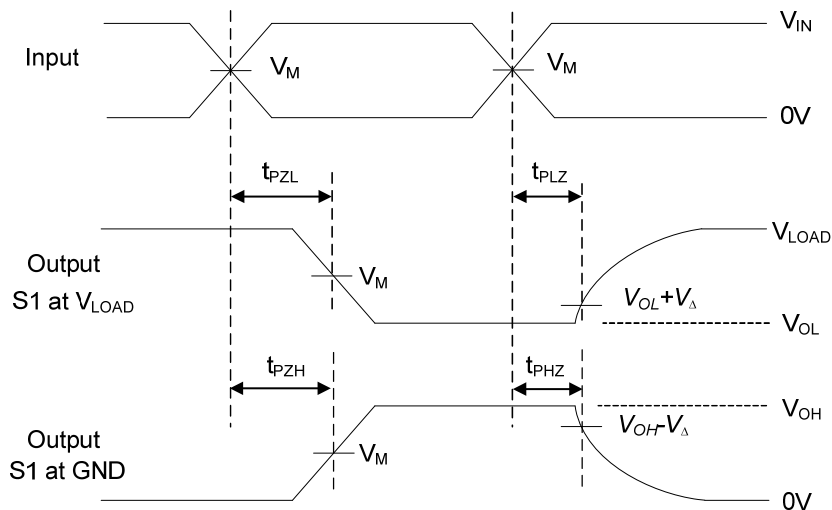 V_IN
Input
V_M
V_M
0V
t_PZL
t_PLZ
V_LOAD
Output
S1 at V_LOAD
V_M
V_OL+V_Δ
V_OL
t_PZH
t_PHZ
V_OH
Output
S1 at GND
V_M
V_OH-V_Δ
0V